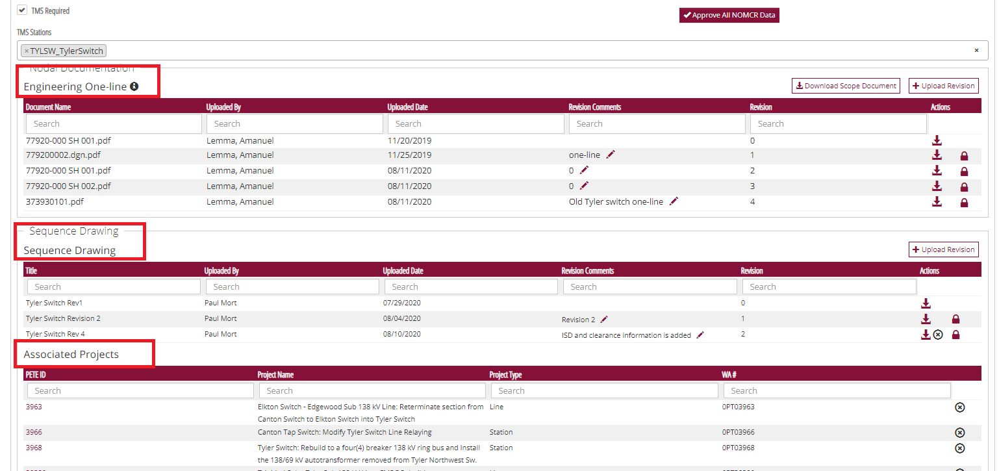 TMS Required
Approve All NOMCR Data
TMS Stations
×TYLSW_TylerSwitch ×
Nodal Documentation
Engineering One-line
Download Scope Document Upload Revision
Document Name Uploaded By Uploaded Date Revision Comments Revision Actions
Search Search Search Search Search
77920-000 SH 001.pdf Lemma, Amanuel 11/20/2019 0
779200002.dgn.pdf Lemma, Amanuel 11/25/2019 one-line 1
77920-000 SH 001.pdf Lemma, Amanuel 08/11/2020 0 2
77920-000 SH 002.pdf Lemma, Amanuel 08/11/2020 0 3
373930101.pdf Lemma, Amanuel 08/11/2020 Old Tyler switch one-line 4
Sequence Drawing
Sequence Drawing
Upload Revision
Title Uploaded By Uploaded Date Revision Comments Revision Actions
Search Search Search Search Search
Tyler Switch Rev1 Paul Mort 07/29/2020 0
Tyler Switch Revision 2 Paul Mort 08/04/2020 Revision 2 1
Tyler Switch Rev 4 Paul Mort 08/10/2020 ISD and clearance information is added 2
Associated Projects
PETE ID Project Name Project Type WA #
Search Search Search Search
3963 Elkton Switch - Edgewood Sub 138 kV Line: Reterminate section from Line 0PT03963
Canton Switch to Elkton Switch into Tyler Switch
3966 Canton Tap Switch: Modify Tyler Switch Line Relaying Station 0PT03966
3968 Tyler Switch: Rebuild to a four(4) breaker 138 kV ring bus and Install Station 0PT03968
the 138/69 kV autotransformer removed from Tyler Northwest Sw.